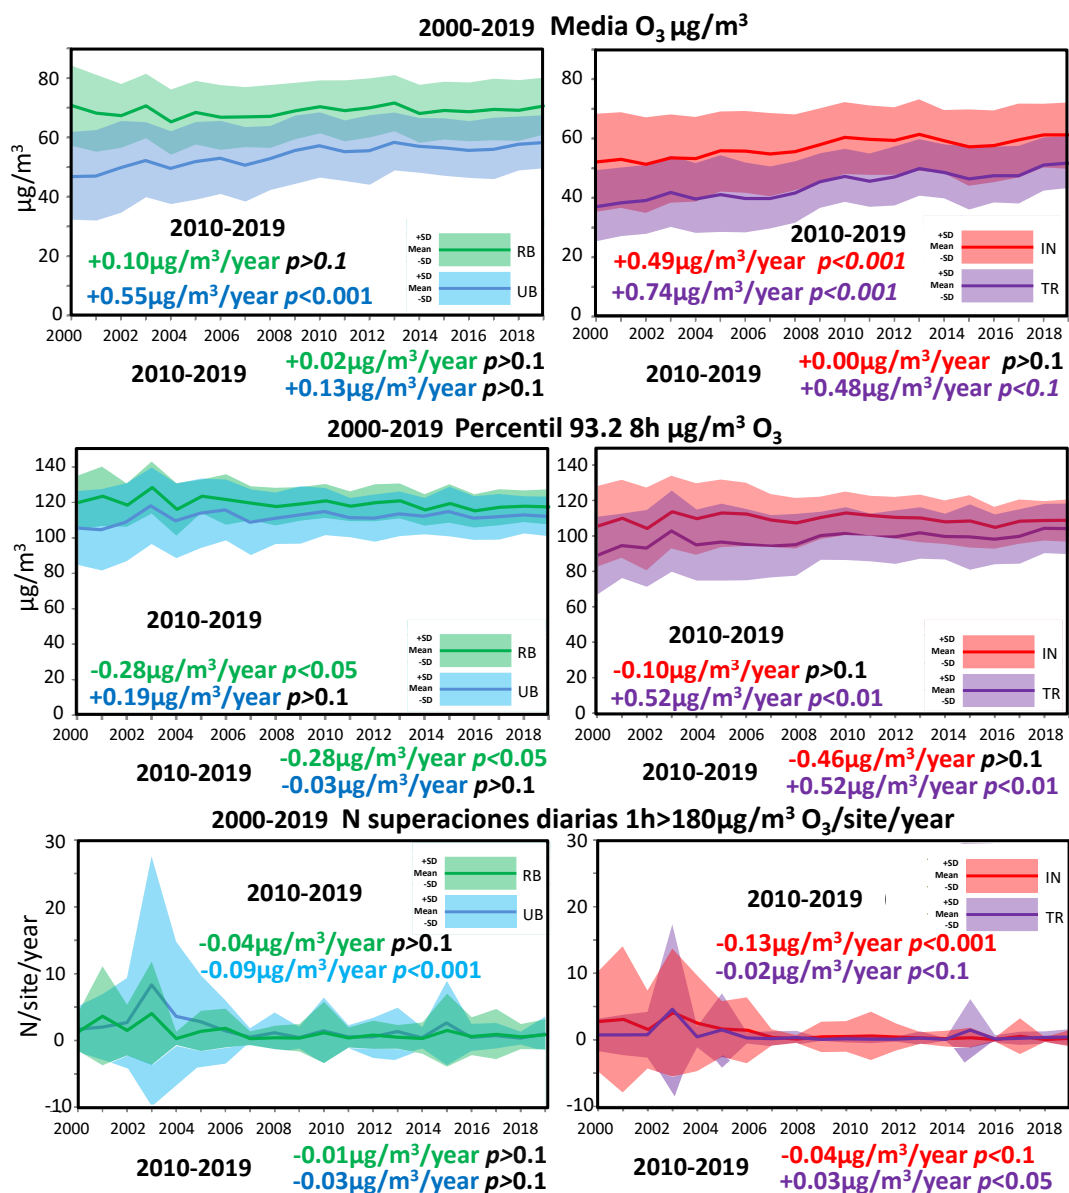 2000-2019 Media O₃ µg/m³
80
60
40
20
0
µg/m³
2010-2019
+0.10µg/m³/year p>0.1
+0.55µg/m³/year p<0.001
+SD
Mean
-SD
RB
+SD
Mean
-SD
UB
2000 2002 2004 2006 2008 2010 2012 2014 2016 2018
2010-2019
+0.02µg/m³/year p>0.1
+0.13µg/m³/year p>0.1
80
60
40
20
0
2010-2019
+0.49µg/m³/year p<0.001
+0.74µg/m³/year p<0.001
+SD
Mean
-SD
IN
+SD
Mean
-SD
TR
2000 2002 2004 2006 2008 2010 2012 2014 2016 2018
2010-2019
+0.00µg/m³/year p>0.1
+0.48µg/m³/year p<0.1
2000-2019 Percentil 93.2 8h µg/m³ O₃
140
120
100
80
60
40
20
0
µg/m³
2010-2019
-0.28µg/m³/year p<0.05
+0.19µg/m³/year p>0.1
+SD
Mean
-SD
RB
+SD
Mean
-SD
UB
2000 2002 2004 2006 2008 2010 2012 2014 2016 2018
2010-2019
-0.28µg/m³/year p<0.05
-0.03µg/m³/year p>0.1
140
120
100
80
60
40
20
0
2010-2019
-0.10µg/m³/year p>0.1
+0.52µg/m³/year p<0.01
+SD
Mean
-SD
IN
+SD
Mean
-SD
TR
2000 2002 2004 2006 2008 2010 2012 2014 2016 2018
2010-2019
-0.46µg/m³/year p>0.1
+0.52µg/m³/year p<0.01
2000-2019 N superaciones diarias 1h>180µg/m³ O₃/site/year
30
20
10
0
-10
N/site/year
2010-2019
-0.04µg/m³/year p>0.1
-0.09µg/m³/year p<0.001
+SD
Mean
-SD
RB
+SD
Mean
-SD
UB
2000 2002 2004 2006 2008 2010 2012 2014 2016 2018
2010-2019
-0.01µg/m³/year p>0.1
-0.03µg/m³/year p>0.1
30
20
10
0
-10
2010-2019
-0.13µg/m³/year p<0.001
-0.02µg/m³/year p<0.1
+SD
Mean
-SD
IN
+SD
Mean
-SD
TR
2000 2002 2004 2006 2008 2010 2012 2014 2016 2018
2010-2019
-0.04µg/m³/year p<0.1
+0.03µg/m³/year p<0.05